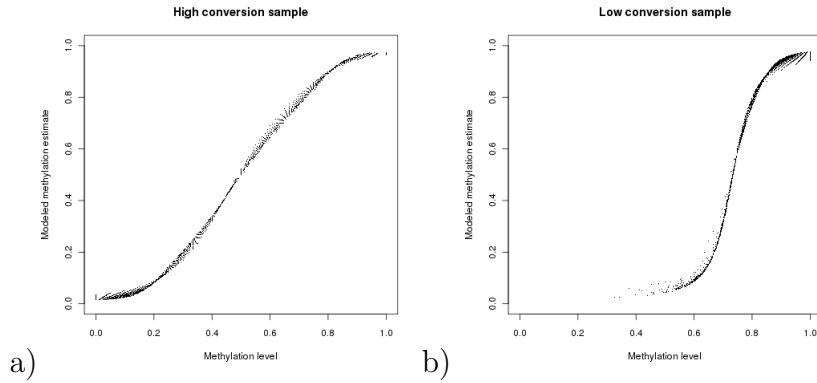 High conversion sample
Modeled methylation estimate
1.0
0.8
0.6
0.4
0.2
0.0
0.0 0.2 0.4 0.6 0.8 1.0
Methylation level
a)
Low conversion sample
Modeled methylation estimate
1.0
0.8
0.6
0.4
0.2
0.0
0.0 0.2 0.4 0.6 0.8 1.0
Methylation level
b)